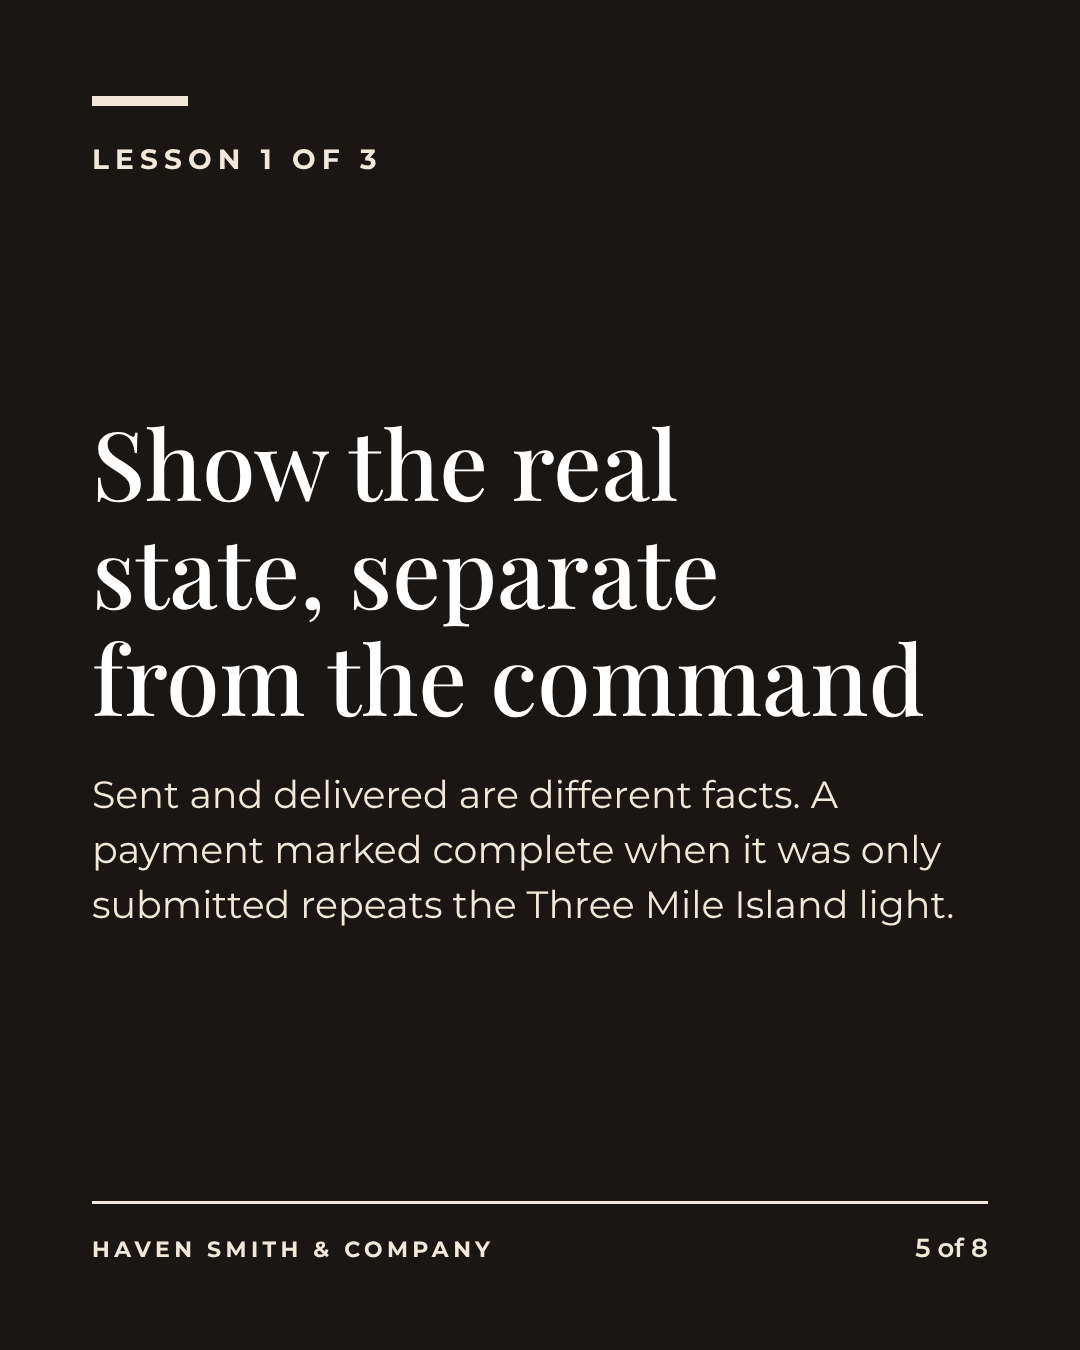 LESSON 1 OF 3
Show the real
state, separate
from the command
Sent and delivered are different facts. A
payment marked complete when it was only
submitted repeats the Three Mile Island light.
HAVEN SMITH & COMPANY
5 of 8